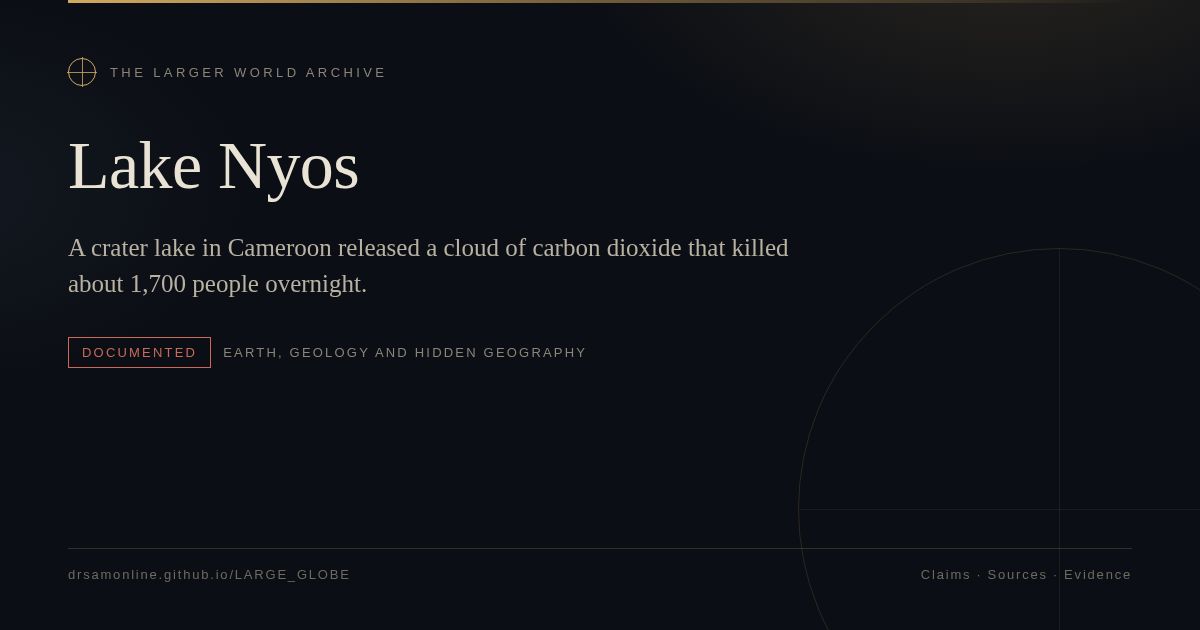 THE LARGER WORLD ARCHIVE
Lake Nyos
A crater lake in Cameroon released a cloud of carbon dioxide that killed
about 1,700 people overnight.
DOCUMENTED EARTH, GEOLOGY AND HIDDEN GEOGRAPHY
drsamonline.github.io/LARGE_GLOBE Claims · Sources · Evidence